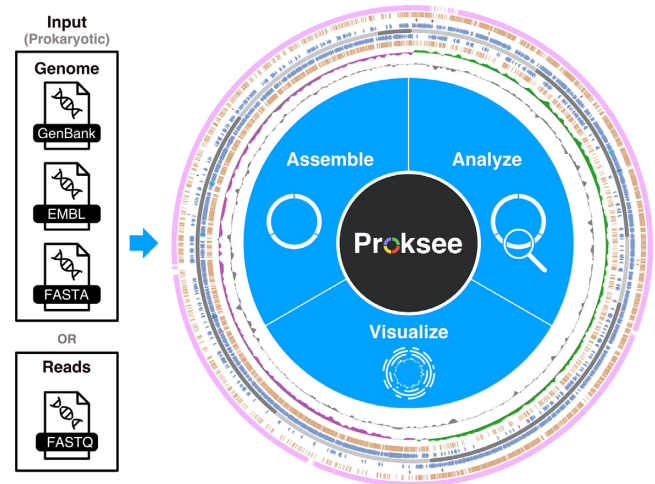 Input
(Prokaryotic)
Genome
GenBank
EMBL
FASTA
OR
Reads
FASTQ
Assemble
Analyze
Proksee
Visualize